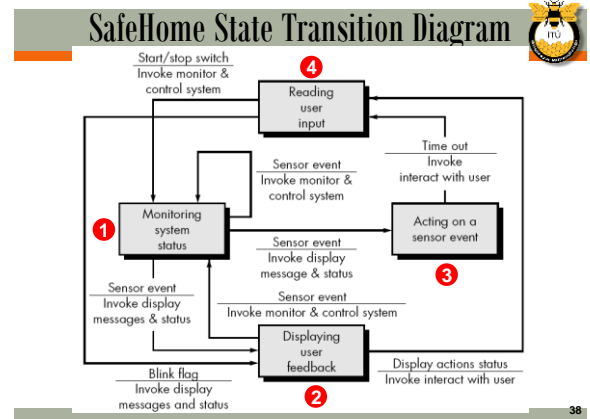 SafeHome State Transition Diagram
İTÜ
Start/stop switch
Invoke monitor &
control system
4
Reading
user
input
Time out
Invoke
interact with user
Sensor event
Invoke monitor &
control system
1
Monitoring
system
status
Acting on a
sensor event
3
Sensor event
Invoke display
message & status
Sensor event
Invoke display
messages & status
Sensor event
Invoke monitor & control system
Displaying
user
feedback
2
Blink flag
Invoke display
messages and status
Display actions status
Invoke interact with user
38